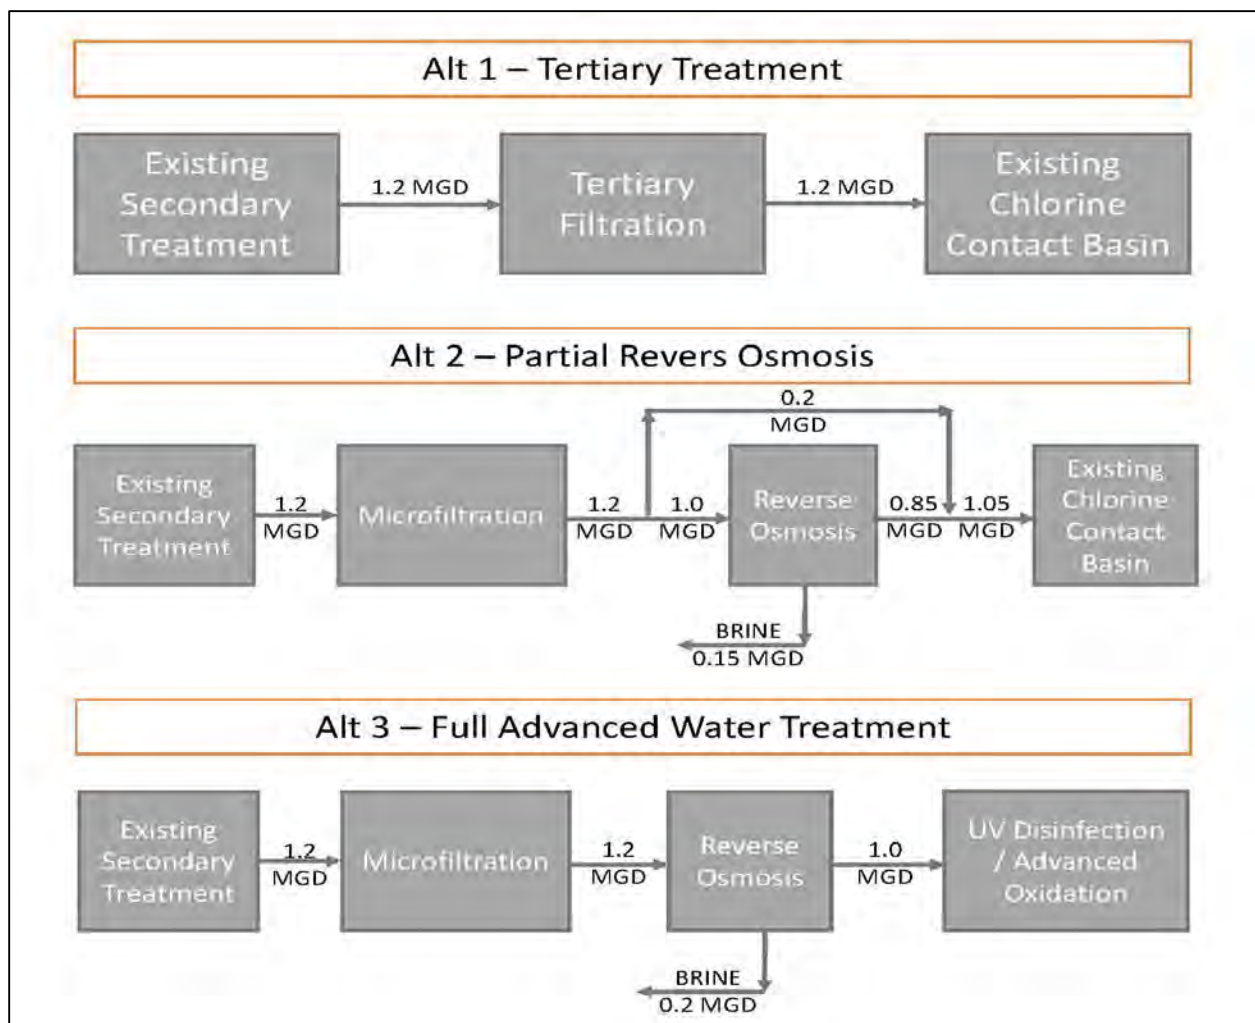 Alt 1 – Tertiary Treatment
Existing
Secondary
Treatment
1.2 MGD
Tertiary
Filtration
1.2 MGD
Existing
Chlorine
Contact Basin
Alt 2 – Partial Revers Osmosis
Existing
Secondary
Treatment
1.2
MGD
Microfiltration
1.2
MGD
0.2
MGD
1.0
MGD
Reverse
Osmosis
BRINE
0.15 MGD
0.85
MGD
1.05
MGD
Existing
Chlorine
Contact
Basin
Alt 3 – Full Advanced Water Treatment
Existing
Secondary
Treatment
1.2
MGD
Microfiltration
1.2
MGD
Reverse
Osmosis
BRINE
0.2 MGD
1.0
MGD
UV Disinfection
/ Advanced
Oxidation